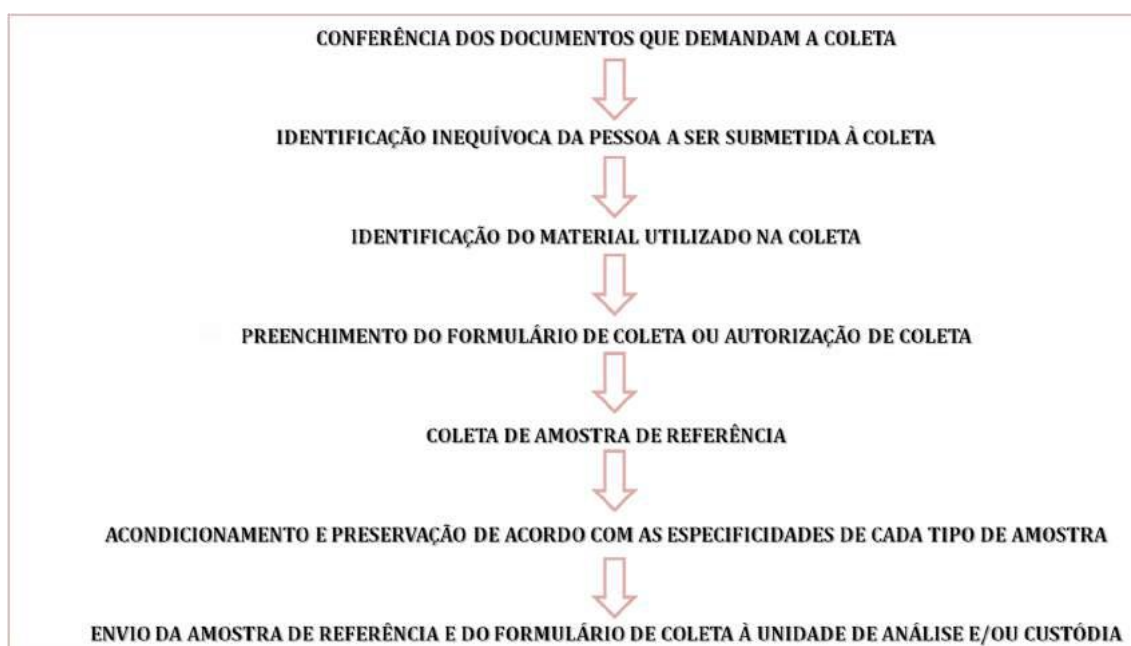 CONFERÊNCIA DOS DOCUMENTOS QUE DEMANDAM A COLETA
IDENTIFICAÇÃO INEQUÍVOCA DA PESSOA A SER SUBMETIDA À COLETA
IDENTIFICAÇÃO DO MATERIAL UTILIZADO NA COLETA
PREENCHIMENTO DO FORMULÁRIO DE COLETA OU AUTORIZAÇÃO DE COLETA
COLETA DE AMOSTRA DE REFERÊNCIA
ACONDICIONAMENTO E PRESERVAÇÃO DE ACORDO COM AS ESPECIFICIDADES DE CADA TIPO DE AMOSTRA
ENVIO DA AMOSTRA DE REFERÊNCIA E DO FORMULÁRIO DE COLETA À UNIDADE DE ANÁLISE E/OU CUSTÓDIA